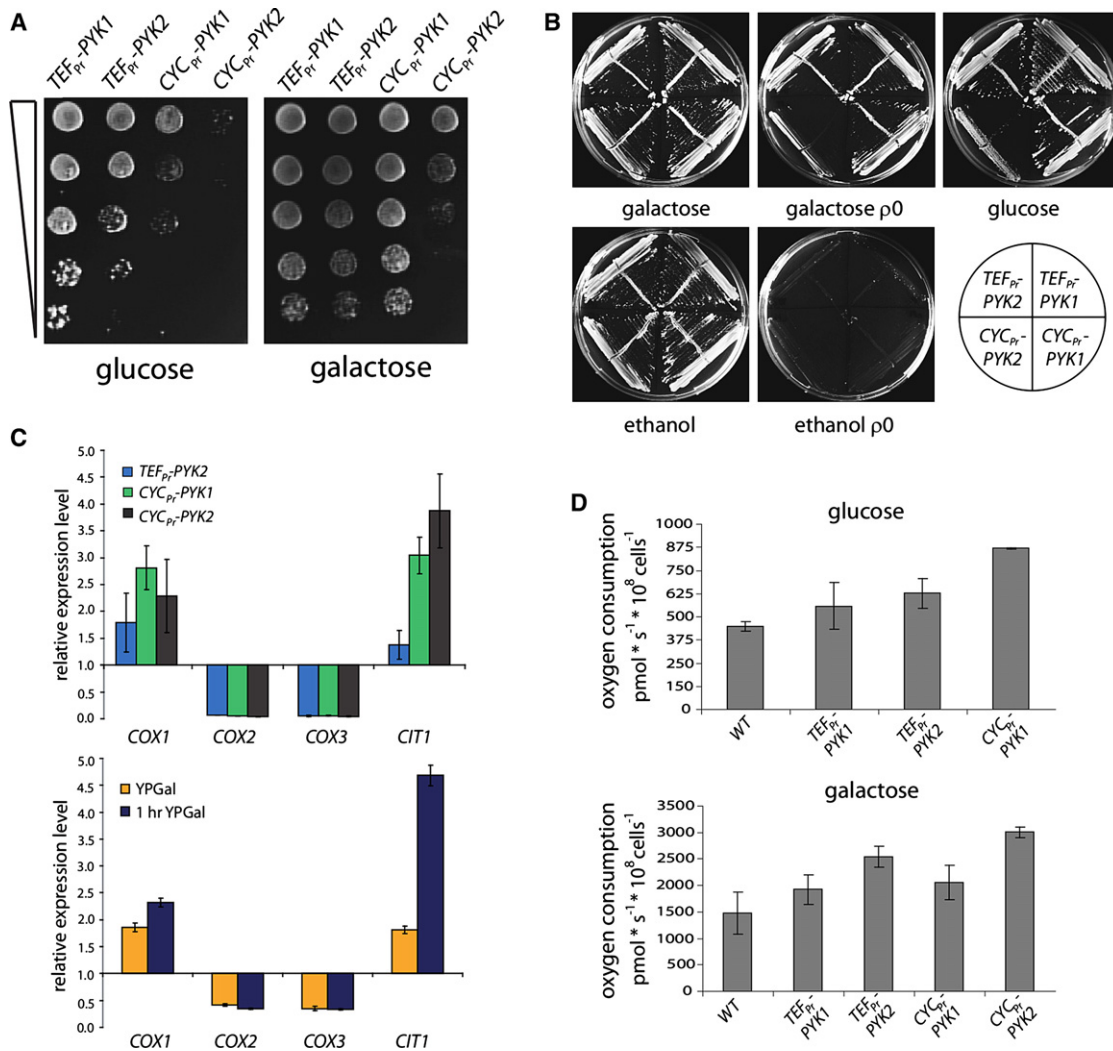 A
TEFPr-PYK1
TEFPr-PYK2
CYCPr-PYK1
CYCPr-PYK2
TEFPr-PYK1
TEFPr-PYK2
CYCPr-PYK1
CYCPr-PYK2
glucose
galactose
B
galactose
galactose ρ0
glucose
ethanol
ethanol ρ0
TEFPr-
PYK2
TEFPr-
PYK1
CYCPr-
PYK2
CYCPr-
PYK1
C
relative expression level
5.0
4.5
4.0
3.5
3.0
2.5
2.0
1.5
1.0
0.5
0.0
TEFPr-PYK2
CYCPr-PYK1
CYCPr-PYK2
COX1
COX2
COX3
CIT1
relative expression level
5.0
4.5
4.0
3.5
3.0
2.5
2.0
1.5
1.0
0.5
0.0
YPGal
1 hr YPGal
COX1
COX2
COX3
CIT1
D
glucose
oxygen consumption
pmol * s-1 * 108 cells-1
1000
875
750
625
500
375
250
125
0
WT
TEFPr-
PYK1
TEFPr-
PYK2
CYCPr-
PYK1
galactose
oxygen consumption
pmol * s-1 * 108 cells-1
3500
3000
2500
2000
1500
1000
500
0
WT
TEFPr-
PYK1
TEFPr-
PYK2
CYCPr-
PYK1
CYCPr-
PYK2